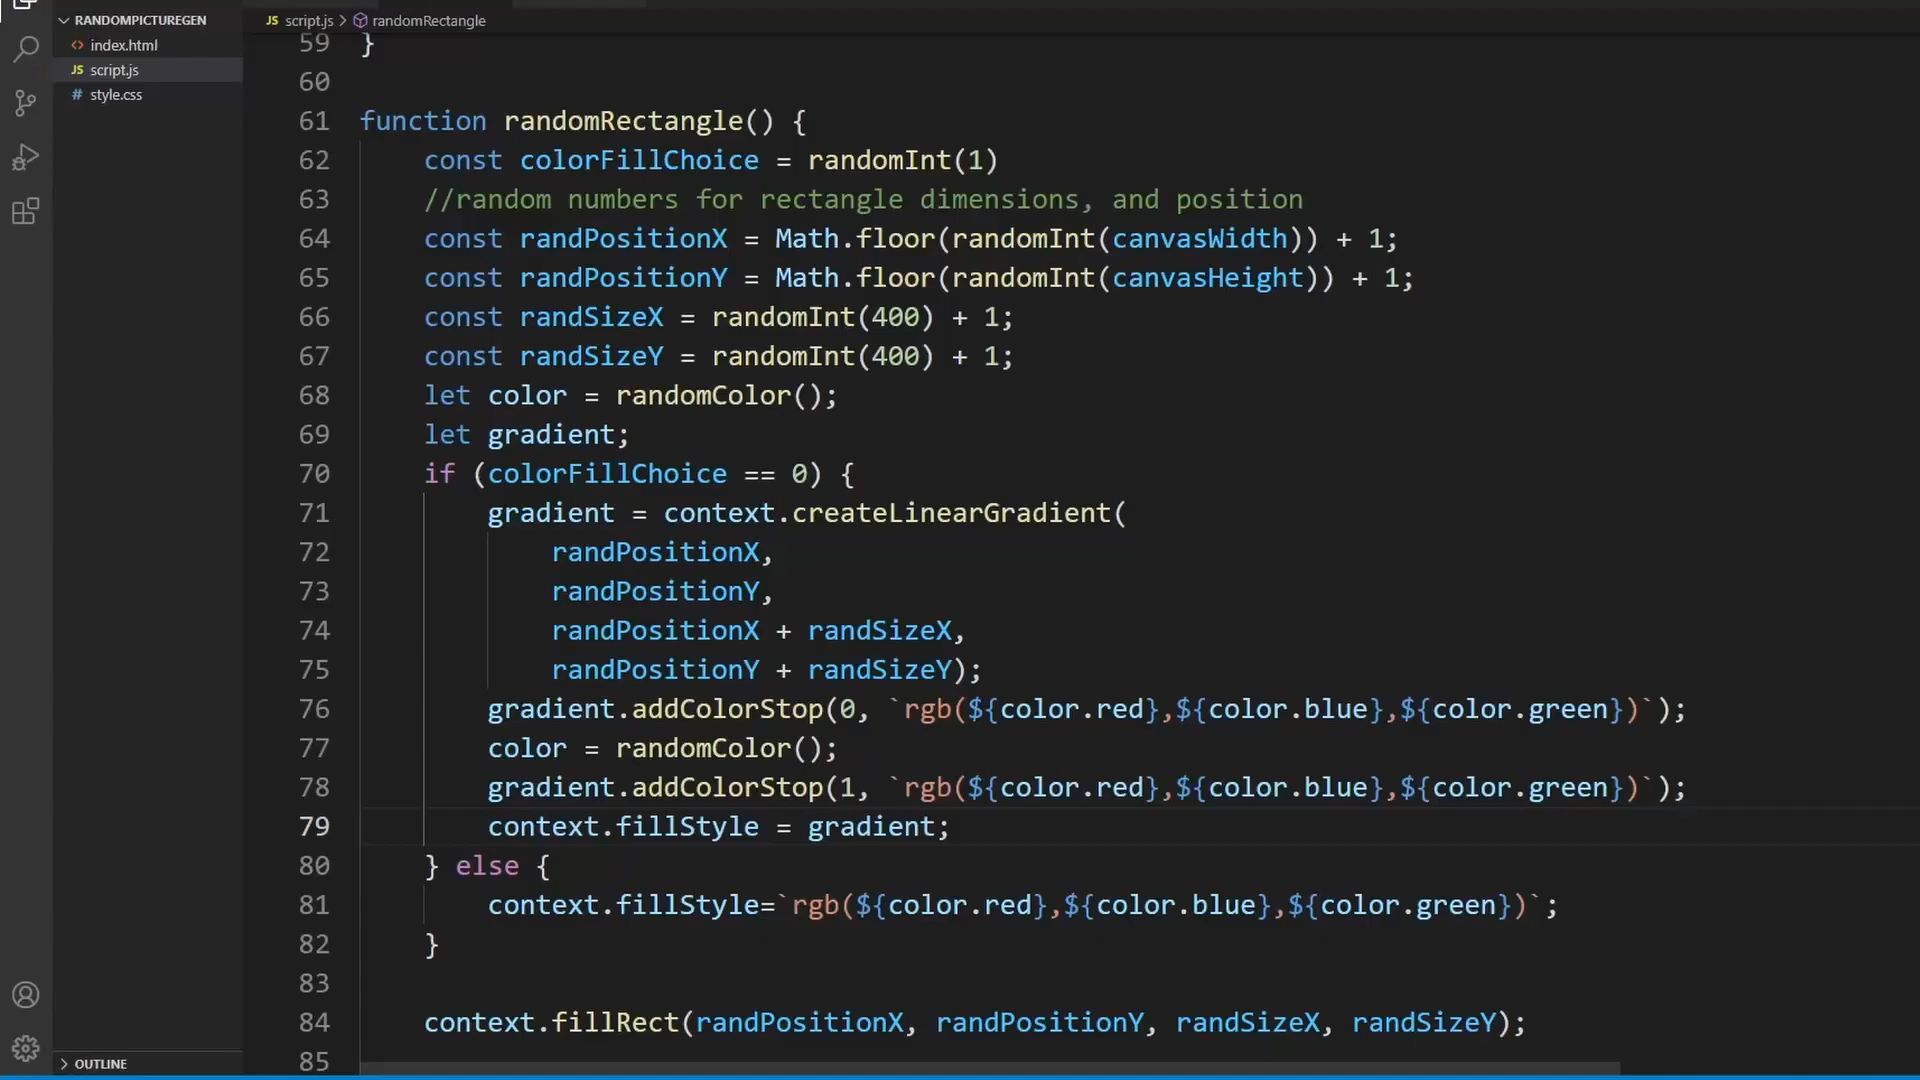 RANDOMPICTUREGEN
index.html
JS script.js
# style.css
OUTLINE
JS script.js > randomRectangle
59 }
60
61 function randomRectangle() {
62 const colorFillChoice = randomInt(1)
63 //random numbers for rectangle dimensions, and position
64 const randPositionX = Math.floor(randomInt(canvasWidth)) + 1;
65 const randPositionY = Math.floor(randomInt(canvasHeight)) + 1;
66 const randSizeX = randomInt(400) + 1;
67 const randSizeY = randomInt(400) + 1;
68 let color = randomColor();
69 let gradient;
70 if (colorFillChoice == 0) {
71 gradient = context.createLinearGradient(
72 randPositionX,
73 randPositionY,
74 randPositionX + randSizeX,
75 randPositionY + randSizeY);
76 gradient.addColorStop(0, `rgb(${color.red},${color.blue},${color.green})`);
77 color = randomColor();
78 gradient.addColorStop(1, `rgb(${color.red},${color.blue},${color.green})`);
79 context.fillStyle = gradient;
80 } else {
81 context.fillStyle=`rgb(${color.red},${color.blue},${color.green})`;
82 }
83
84 context.fillRect(randPositionX, randPositionY, randSizeX, randSizeY);
85